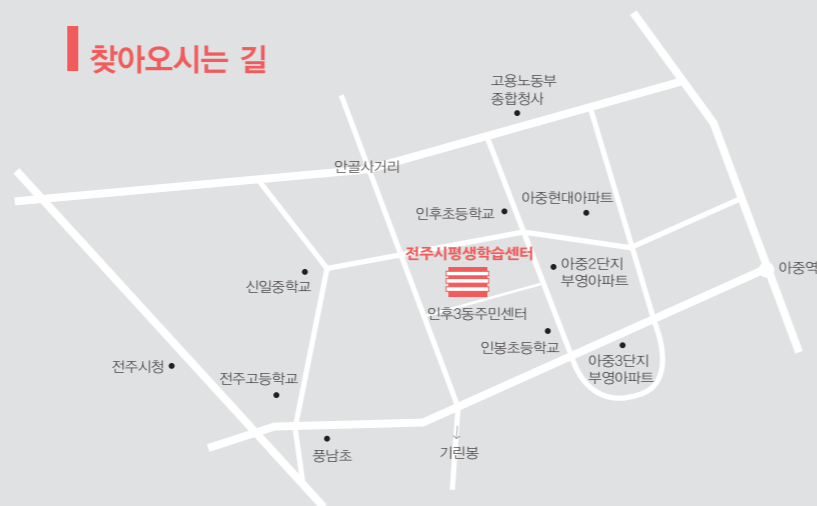 찾아오시는 길
고용노동부
종합청사
안골사거리
아중현대아파트
인후초등학교
전주시평생학습센터
아중2단지
부영아파트
아중역
신일중학교
인후3동주민센터
인봉초등학교
아중3단지
부영아파트
전주시청
전주고등학교
풍남초
↓
기린봉